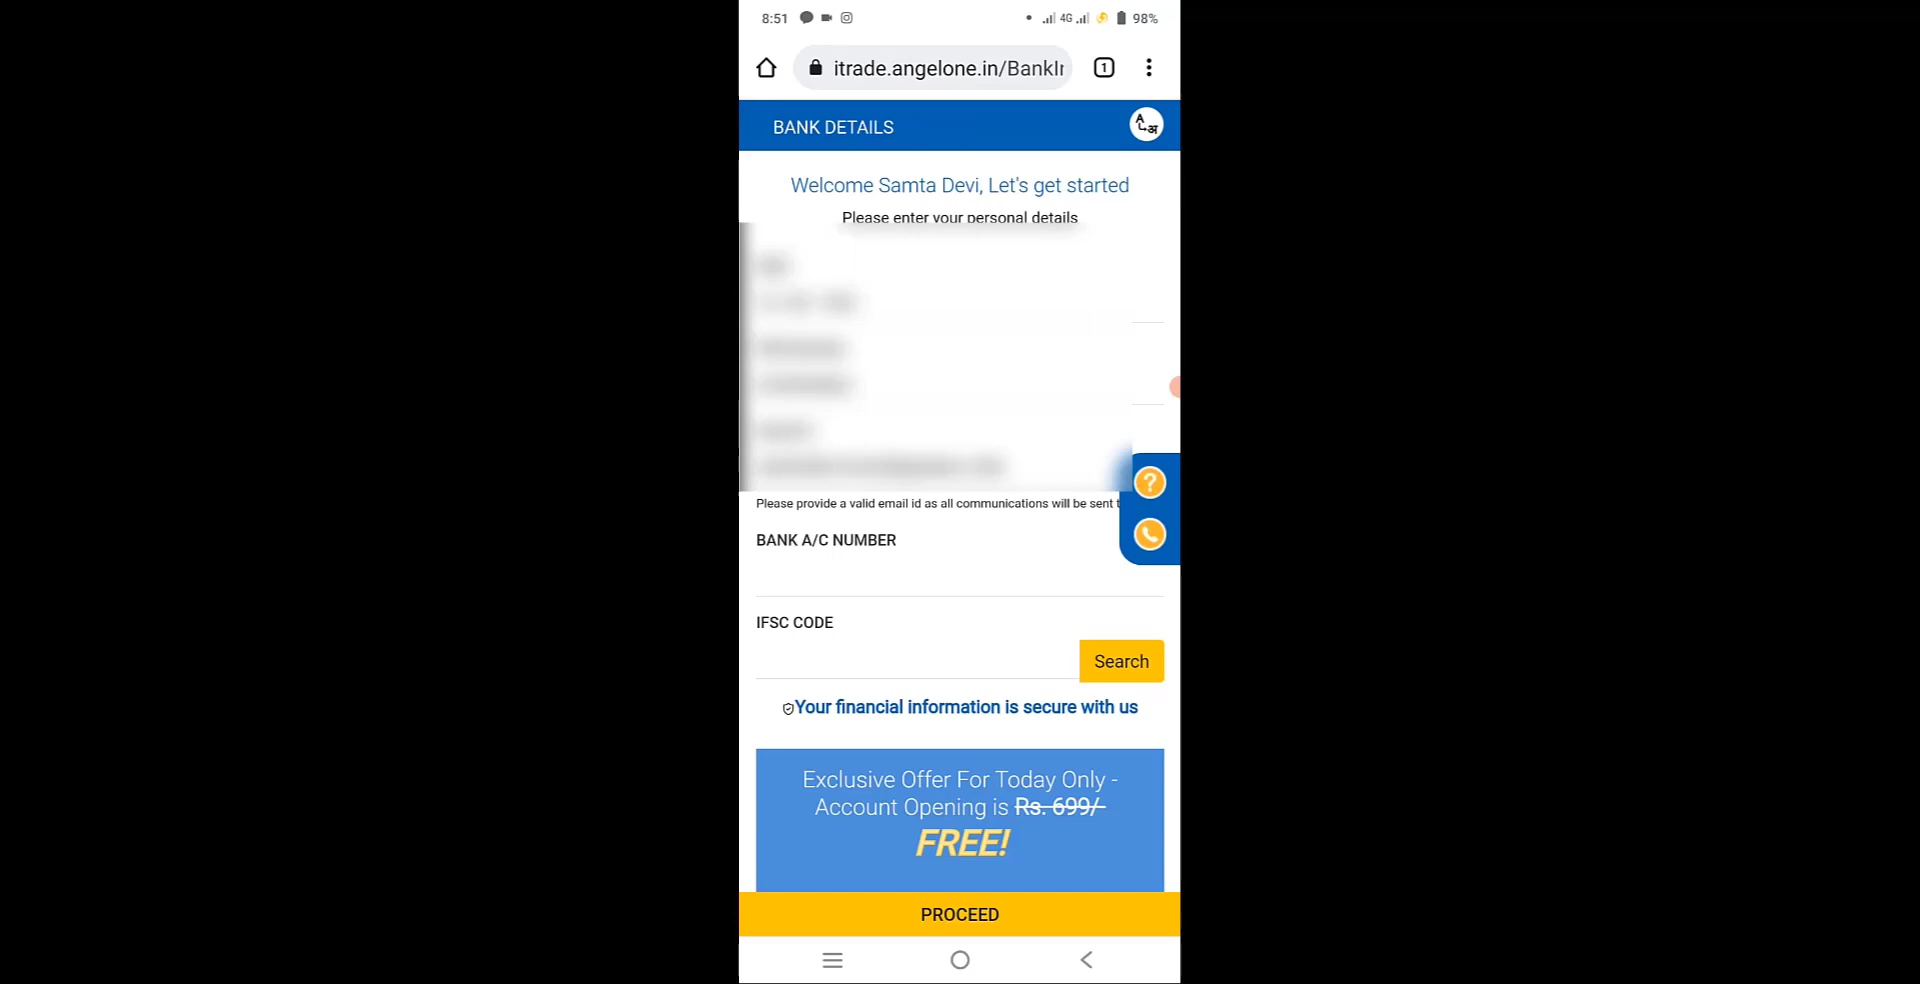 8:51 4G 98%
itrade.angelone.in/BankI
1
BANK DETAILS
A अ
Welcome Samta Devi, Let's get started
Please enter your personal details
Please provide a valid email id as all communications will be sent
?
BANK A/C NUMBER
IFSC CODE
Search
Your financial information is secure with us
Exclusive Offer For Today Only -
Account Opening is Rs. 699/-
FREE!
PROCEED